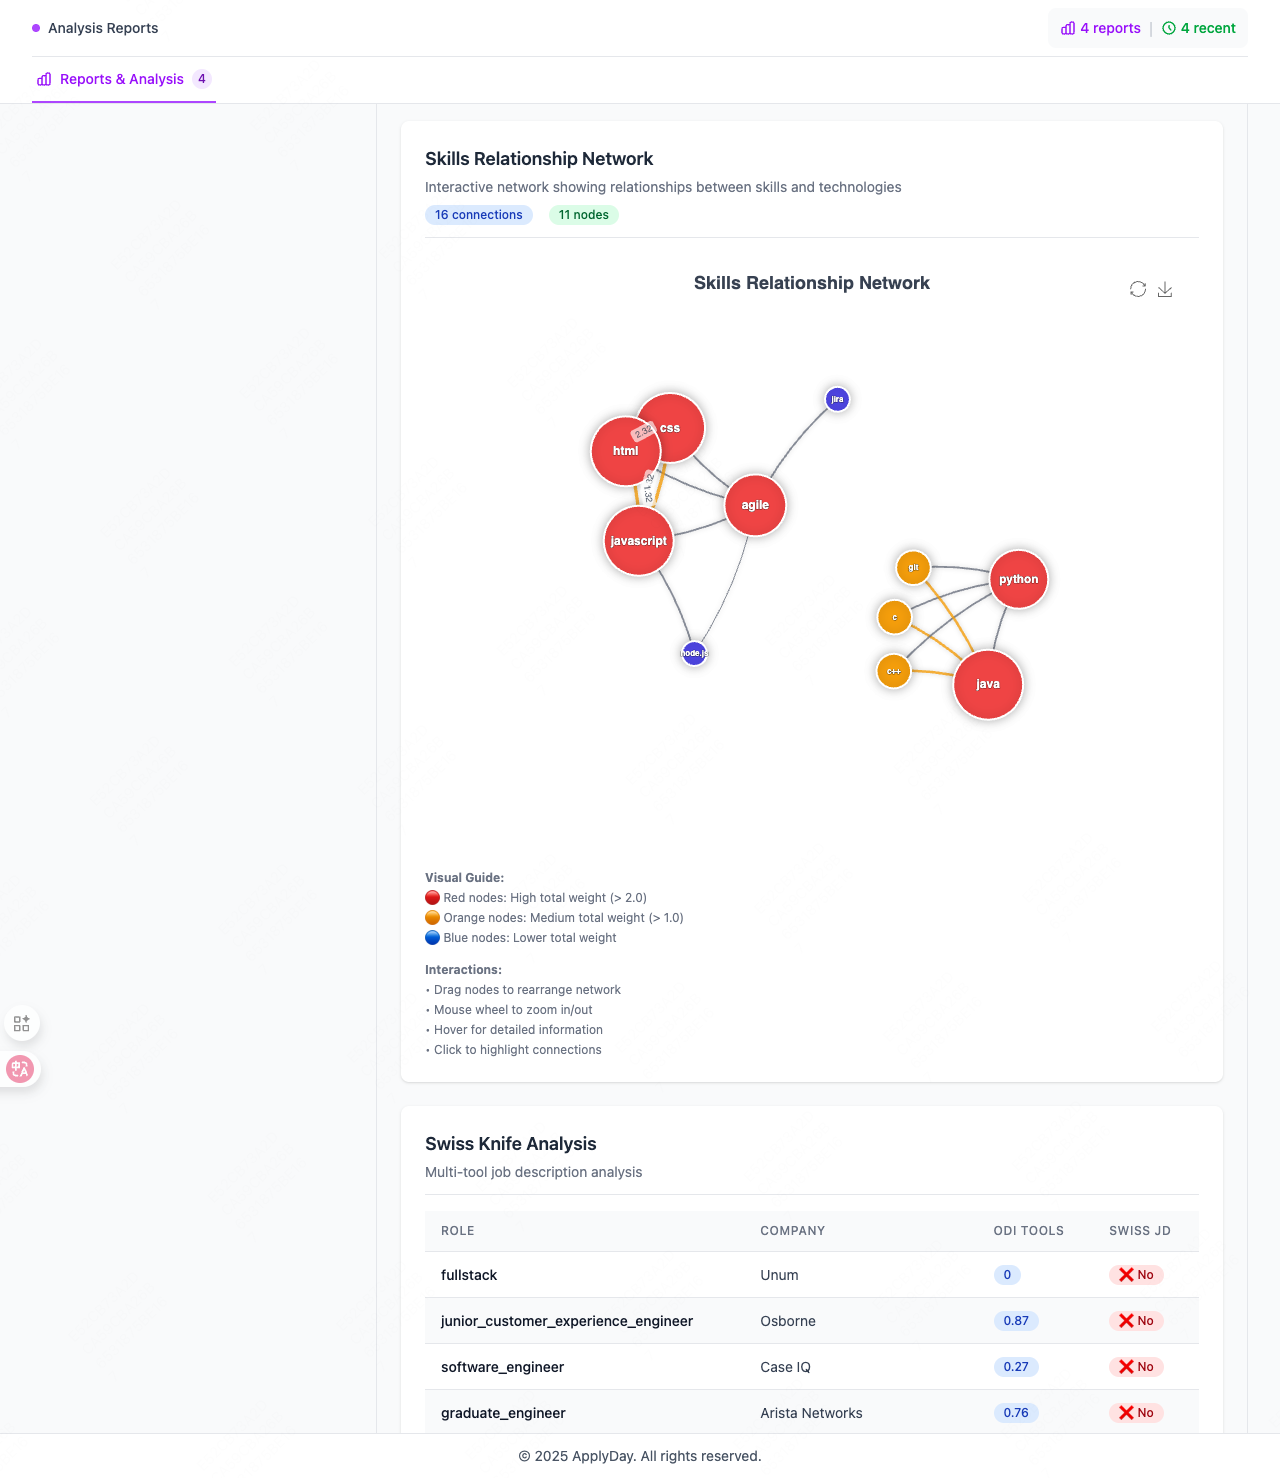 Analysis Reports
4 reports | 4 recent
Reports & Analysis 4
Skills Relationship Network
Interactive network showing relationships between skills and technologies
16 connections 11 nodes
Skills Relationship Network
jira
css
2.32
html
1.32
agile
javascript
git
python
c
node.js
c++
java
Visual Guide:
Red nodes: High total weight (> 2.0)
Orange nodes: Medium total weight (> 1.0)
Blue nodes: Lower total weight
Interactions:
• Drag nodes to rearrange network
• Mouse wheel to zoom in/out
• Hover for detailed information
• Click to highlight connections
Swiss Knife Analysis
Multi-tool job description analysis
ROLE COMPANY ODI TOOLS SWISS JD
fullstack Unum 0 ❌ No
junior_customer_experience_engineer Osborne 0.87 ❌ No
software_engineer Case IQ 0.27 ❌ No
graduate_engineer Arista Networks 0.76 ❌ No
© 2025 ApplyDay. All rights reserved.